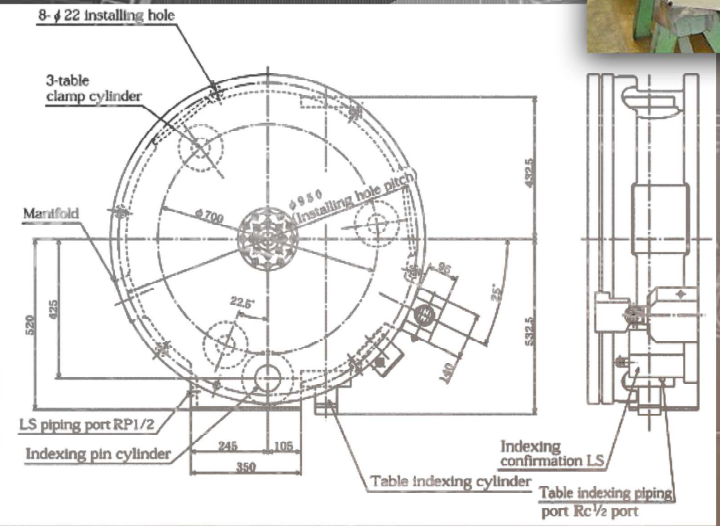 8-ϕ 22 installing hole
3-table
clamp cylinder
ϕ950
(Installing hole pitch)
ϕ700
Manifold
432.5
532.5
520
425
22.5°
95
25°
140
LS piping port RP1/2
Indexing pin cylinder
245
105
350
Table indexing cylinder
Indexing
confirmation LS
Table indexing piping
port Rc½ port